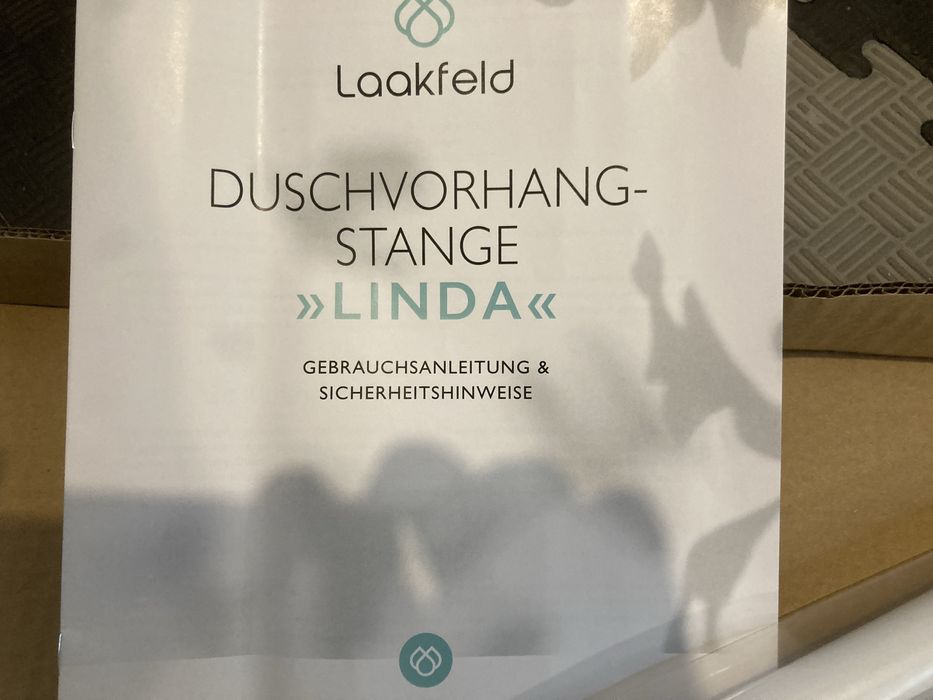 Laakfeld
DUSCHVORHANG-
STANGE
»LINDA«
GEBRAUCHSANLEITUNG &
SICHERHEITSHINWEISE